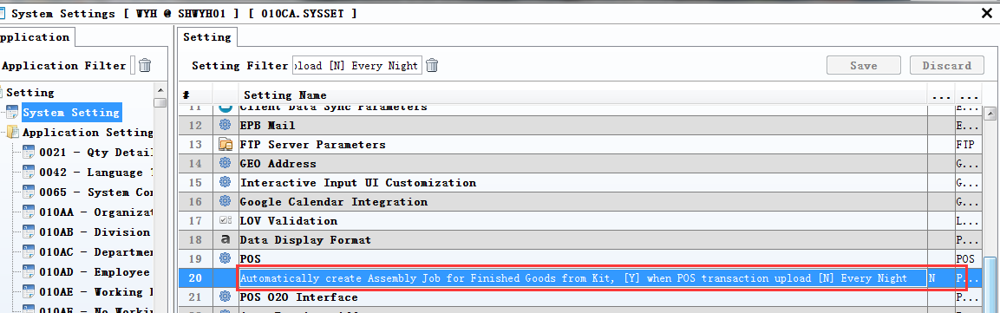 System Settings [ WYH @ SHWYH01 ] [ 010CA.SYSSET ]
pplication
Setting
Application Filter
Setting Filter
pload [N] Every Night
Save
Discard
Setting
System Setting
Application Setting
0021 - Qty Detail
0042 - Language
0065 - System Con
010AA - Organizat
010AB - Division
010AC - Departmen
010AD - Employee
010AE - Working
010AF - No Workin
# Setting Name ... ...
11 Client Data Sync Parameters E...
12 EPB Mail E...
13 FTP Server Parameters FTP
14 GEO Address G...
15 Interactive Input UI Customization G...
16 Google Calendar Integration G...
17 LOV Validation L...
18 Data Display Format P...
19 POS POS
20 Automatically create Assembly Job for Finished Goods from Kit, [Y] when POS transaction upload [N] Every Night N P...
21 POS O2O Interface P...